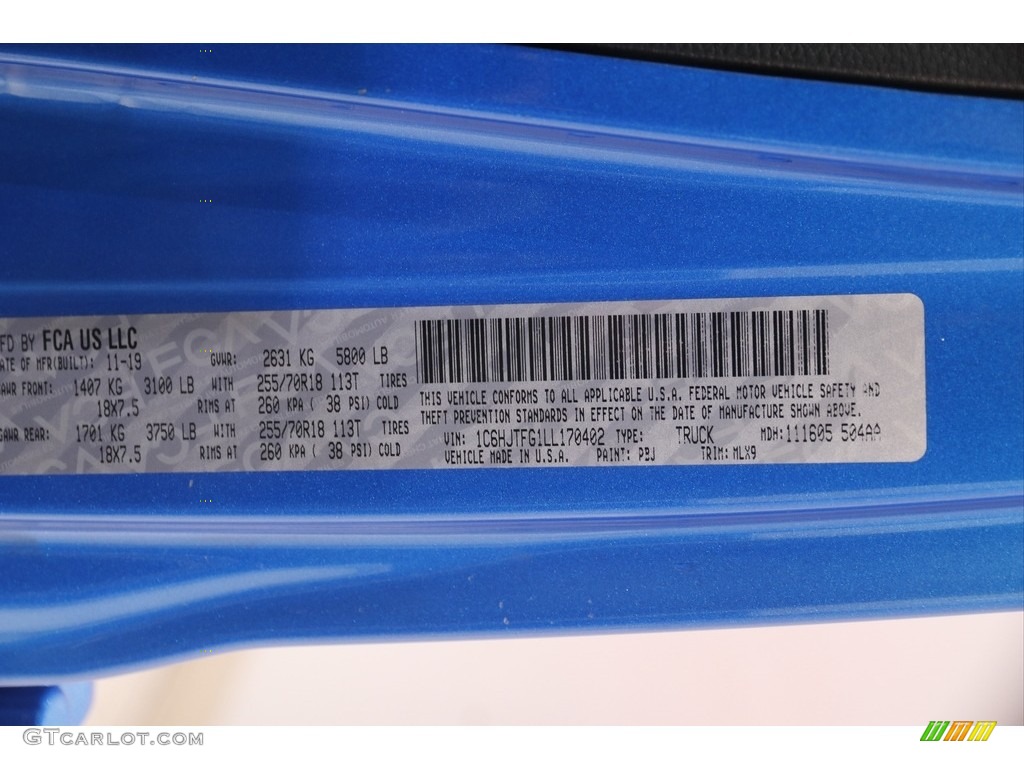 FD BY FCA US LLC
ATE OF MFR(BUILT): 11-19 GVWR: 2631 KG 5800 LB
GAWR FRONT: 1407 KG 3100 LB WITH 255/70R18 113T TIRES
18X7.5 RIMS AT 260 KPA ( 38 PSI) COLD
GAWR REAR: 1701 KG 3750 LB WITH 255/70R18 113T TIRES
18X7.5 RIMS AT 260 KPA ( 38 PSI) COLD
THIS VEHICLE CONFORMS TO ALL APPLICABLE U.S.A. FEDERAL MOTOR VEHICLE SAFETY AND
THEFT PREVENTION STANDARDS IN EFFECT ON THE DATE OF MANUFACTURE SHOWN ABOVE.
VIN: 1C6HJTFG1LL170402 TYPE: TRUCK MDH: 111605 504AA
VEHICLE MADE IN U.S.A. PAINT: PBJ TRIM: MLX9
GTCarlot.com